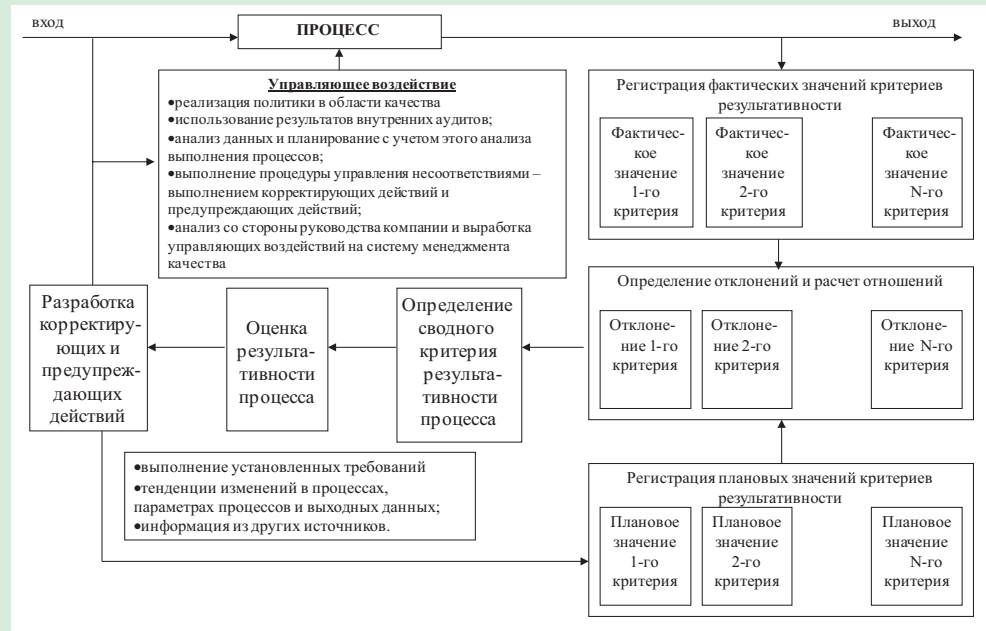 вход
ПРОЦЕСС
выход
Управляющее воздействие
•реализация политики в области качества
•использование результатов внутренних аудитов;
•анализ данных и планирование с учетом этого анализа
выполнения процессов;
•выполнение процедуры управления несоответствиями –
выполнением корректирующих действий и
предупреждающих действий;
•анализ со стороны руководства компании и выработка
управляющих воздействий на систему менеджмента
качества
Регистрация фактических значений критериев
результативности
Фактичес-
кое
значение
1-го
критерия
Фактичес-
кое
значение
2-го
критерия
Фактичес-
кое
значение
N-го
критерия
Определение отклонений и расчет отношений
Отклоне-
ние 1-го
критерия
Отклоне-
ние 2-го
критерия
Отклоне-
ние N-го
критерия
Определение
сводного
критерия
результа-
тивности
процесса
Оценка
результа-
тивности
процесса
Разработка
корректиру-
ющих и
предупреж-
дающих
действий
•выполнение установленных требований
•тенденции изменений в процессах,
параметрах процессов и выходных данных;
•информация из других источников.
Регистрация плановых значений критериев
результативности
Плановое
значение
1-го
критерия
Плановое
значение
2-го
критерия
Плановое
значение
N-го
критерия